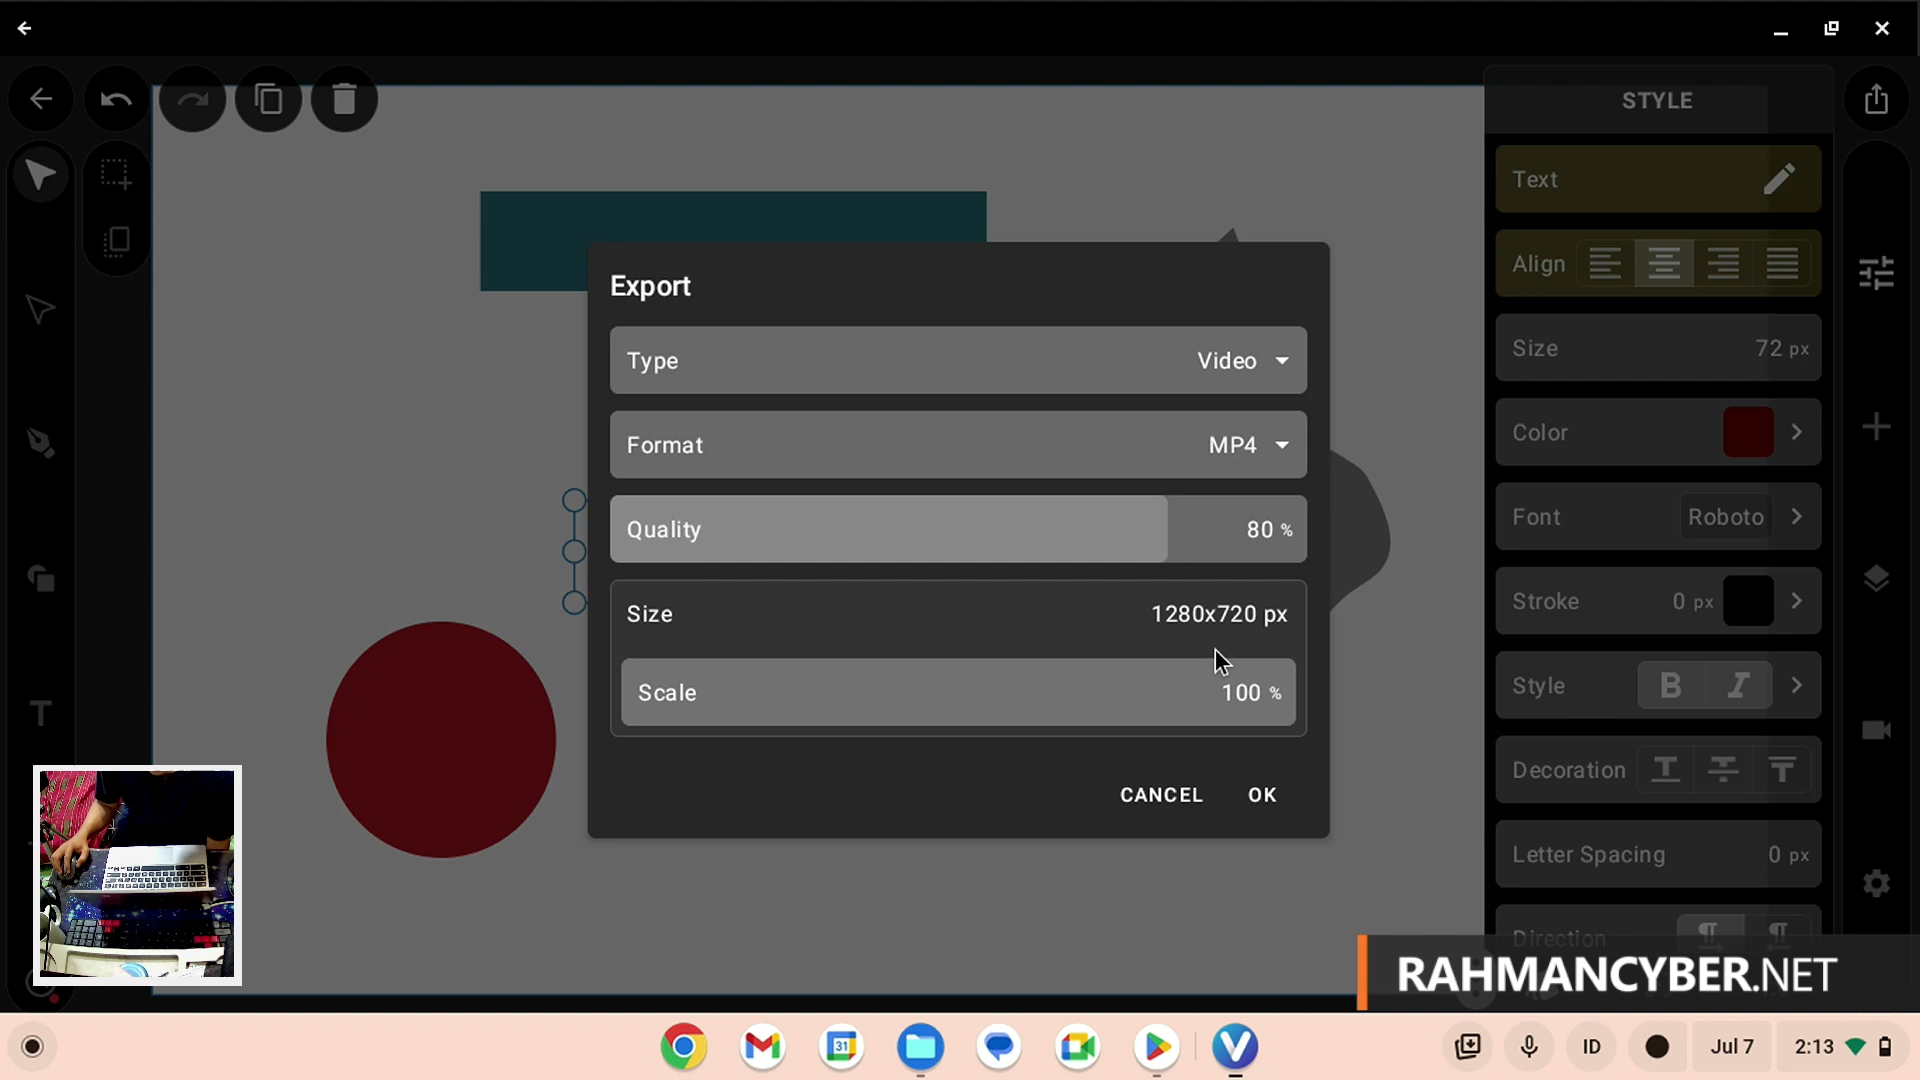 STYLE
Text
Align
Size 72 px
Color
Font Roboto
Stroke 0 px
Style B I
Decoration T T T
Letter Spacing 0 px
Direction
T
Export
Type Video
Format MP4
Quality 80 %
Size 1280x720 px
Scale 100 %
CANCEL OK
RAHMANCYBER.NET
31
ID
Jul 7
2:13